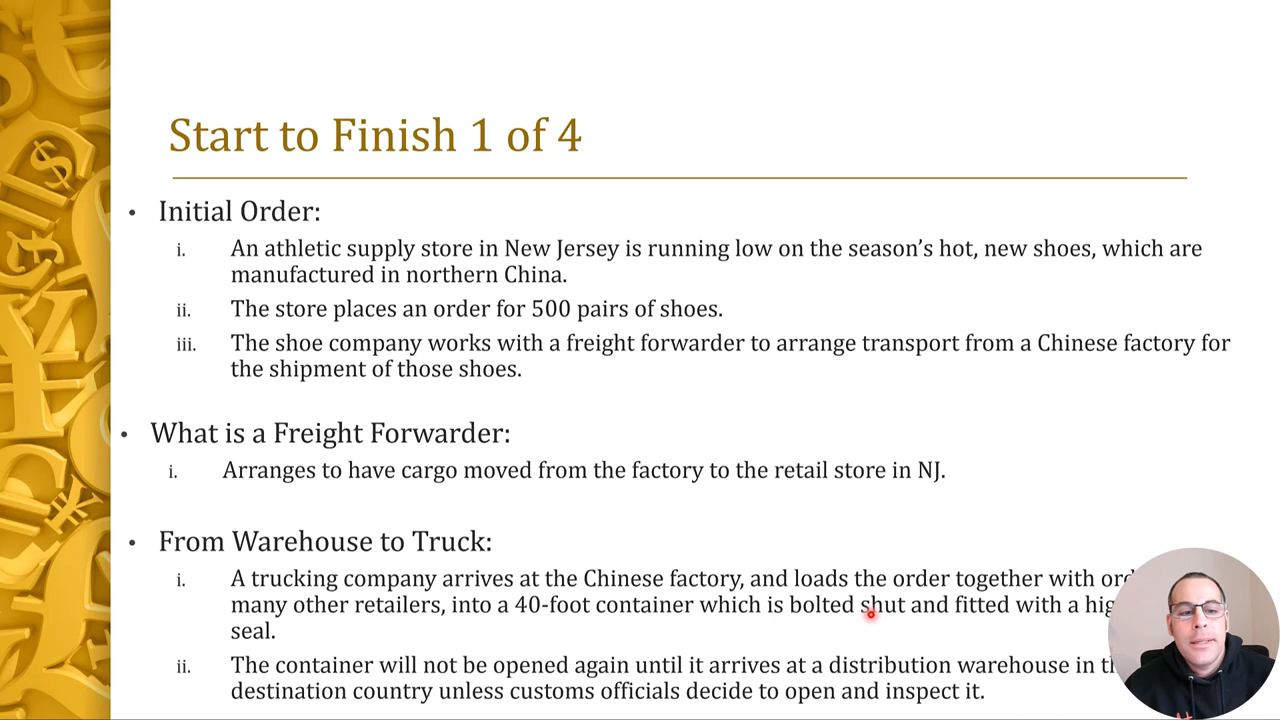 Start to Finish 1 of 4
• Initial Order:
i. An athletic supply store in New Jersey is running low on the season’s hot, new shoes, which are
manufactured in northern China.
ii. The store places an order for 500 pairs of shoes.
iii. The shoe company works with a freight forwarder to arrange transport from a Chinese factory for
the shipment of those shoes.
• What is a Freight Forwarder:
i. Arranges to have cargo moved from the factory to the retail store in NJ.
• From Warehouse to Truck:
i. A trucking company arrives at the Chinese factory, and loads the order together with
many other retailers, into a 40-foot container which is bolted shut and fitted with a
seal.
ii. The container will not be opened again until it arrives at a distribution warehouse in
destination country unless customs officials decide to open and inspect it.